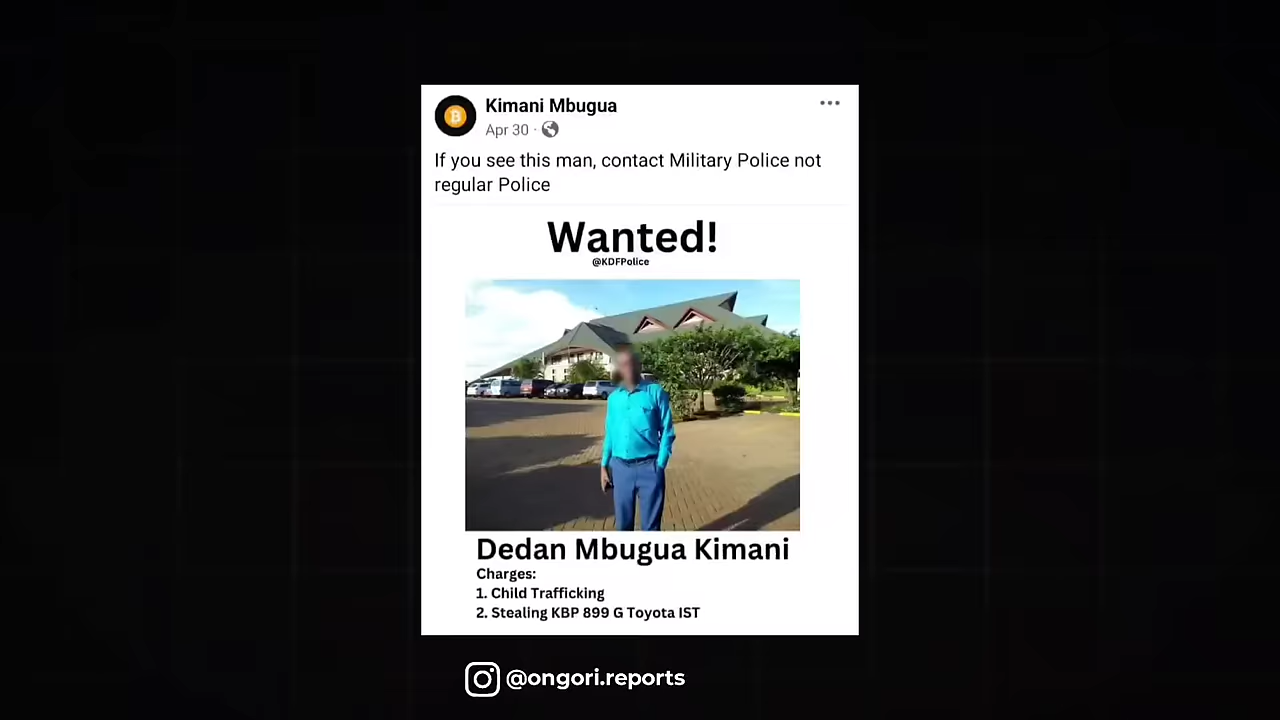 Kimani Mbugua
Apr 30 ·
If you see this man, contact Military Police not
regular Police
Wanted!
@KDFPolice
Dedan Mbugua Kimani
Charges:
1. Child Trafficking
2. Stealing KBP 899 G Toyota IST
@ongori.reports